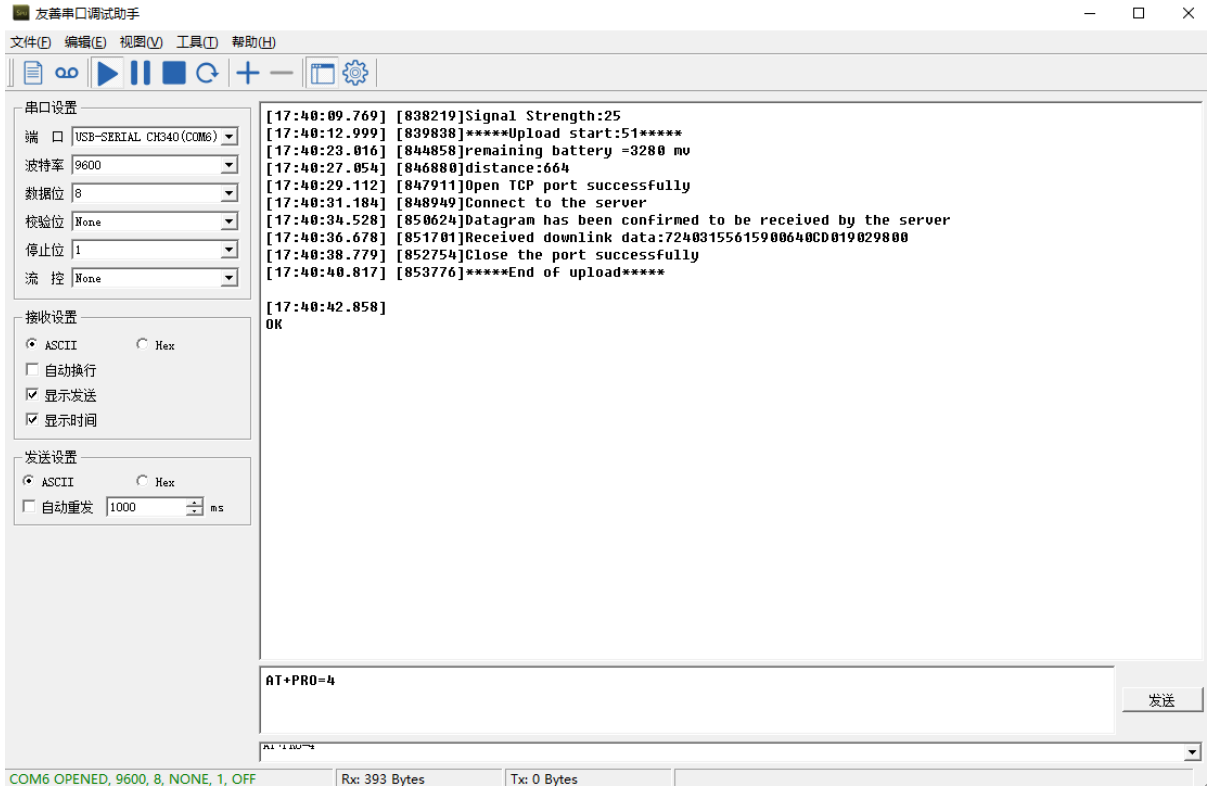 友善串口调试助手
文件(F) 编辑(E) 视图(V) 工具(T) 帮助(H)
串口设置
端 口 USB-SERIAL CH340(COM6)
波特率 9600
数据位 8
校验位 None
停止位 1
流 控 None
接收设置
ASCII Hex
自动换行
显示发送
显示时间
发送设置
ASCII Hex
自动重发 1000 ms
[17:40:09.769] [838219]Signal Strength:25
[17:40:12.999] [839838]*****Upload start:51*****
[17:40:23.016] [844858]remaining battery =3280 mv
[17:40:27.054] [846880]distance:664
[17:40:29.112] [847911]Open TCP port successfully
[17:40:31.184] [848949]Connect to the server
[17:40:34.528] [850624]Datagram has been confirmed to be received by the server
[17:40:36.678] [851701]Received downlink data:72403155615900640CD019029800
[17:40:38.779] [852754]Close the port successfully
[17:40:40.817] [853776]*****End of upload*****
[17:40:42.858]
OK
AT+PRO=4
发送
AT+PRO=4
COM6 OPENED, 9600, 8, NONE, 1, OFF Rx: 393 Bytes Tx: 0 Bytes